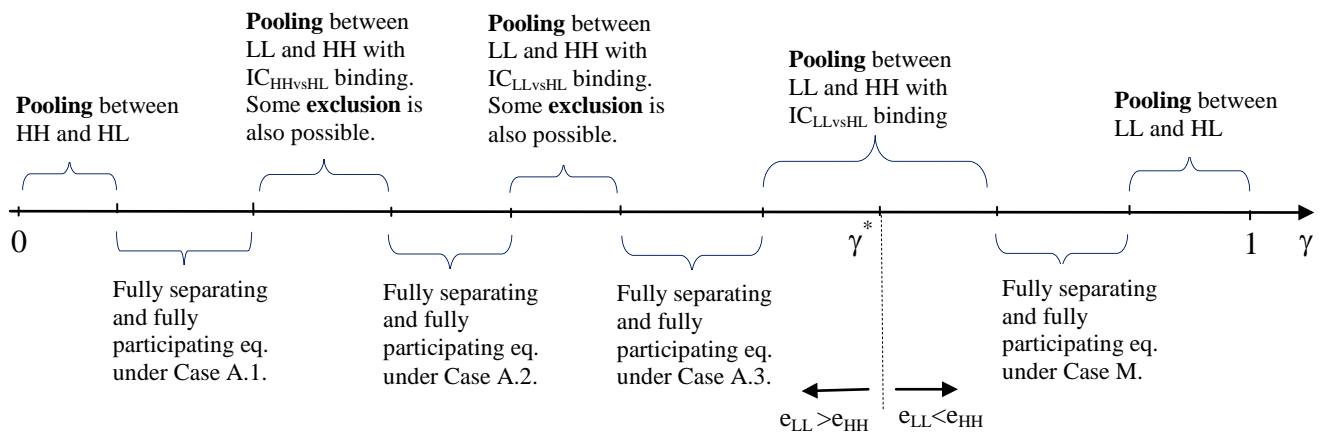 Pooling between
HH and HL
Pooling between
LL and HH with
IC_HHvsHL binding.
Some exclusion is
also possible.
Pooling between
LL and HH with
IC_LLvsHL binding.
Some exclusion is
also possible.
Pooling between
LL and HH with
IC_LLvsHL binding
Pooling between
LL and HL
0
γ*
1
γ
Fully separating
and fully
participating eq.
under Case A.1.
Fully separating
and fully
participating eq.
under Case A.2.
Fully separating
and fully
participating eq.
under Case A.3.
Fully separating
and fully
participating eq.
under Case M.
e_LL >e_HH
e_LL<e_HH